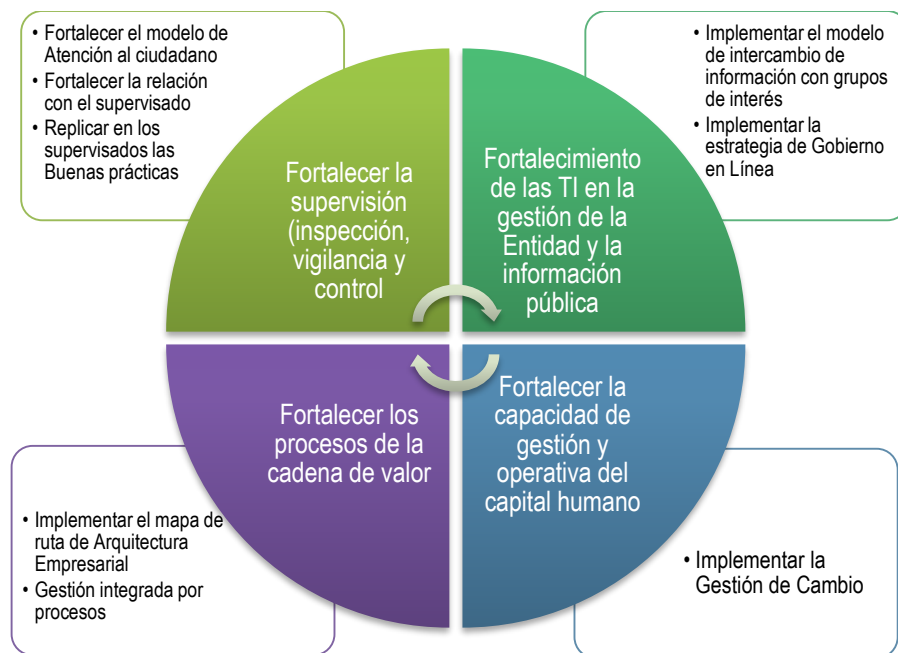 • Fortalecer el modelo de
Atención al ciudadano
• Fortalecer la relación
con el supervisado
• Replicar en los
supervisados las
Buenas prácticas
• Implementar el modelo
de intercambio de
información con grupos
de interés
• Implementar la
estrategia de Gobierno
en Línea
Fortalecer la
supervisión
(inspección,
vigilancia y
control
Fortalecimiento
de las TI en la
gestión de la
Entidad y la
información
pública
Fortalecer los
procesos de la
cadena de valor
Fortalecer la
capacidad de
gestión y
operativa del
capital humano
• Implementar el mapa de
ruta de Arquitectura
Empresarial
• Gestión integrada por
procesos
• Implementar la
Gestión de Cambio